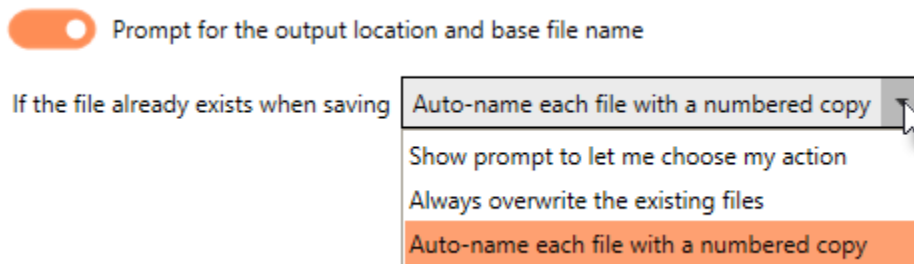 Prompt for the output location and base file name
If the file already exists when saving Auto-name each file with a numbered copy
Show prompt to let me choose my action
Always overwrite the existing files
Auto-name each file with a numbered copy